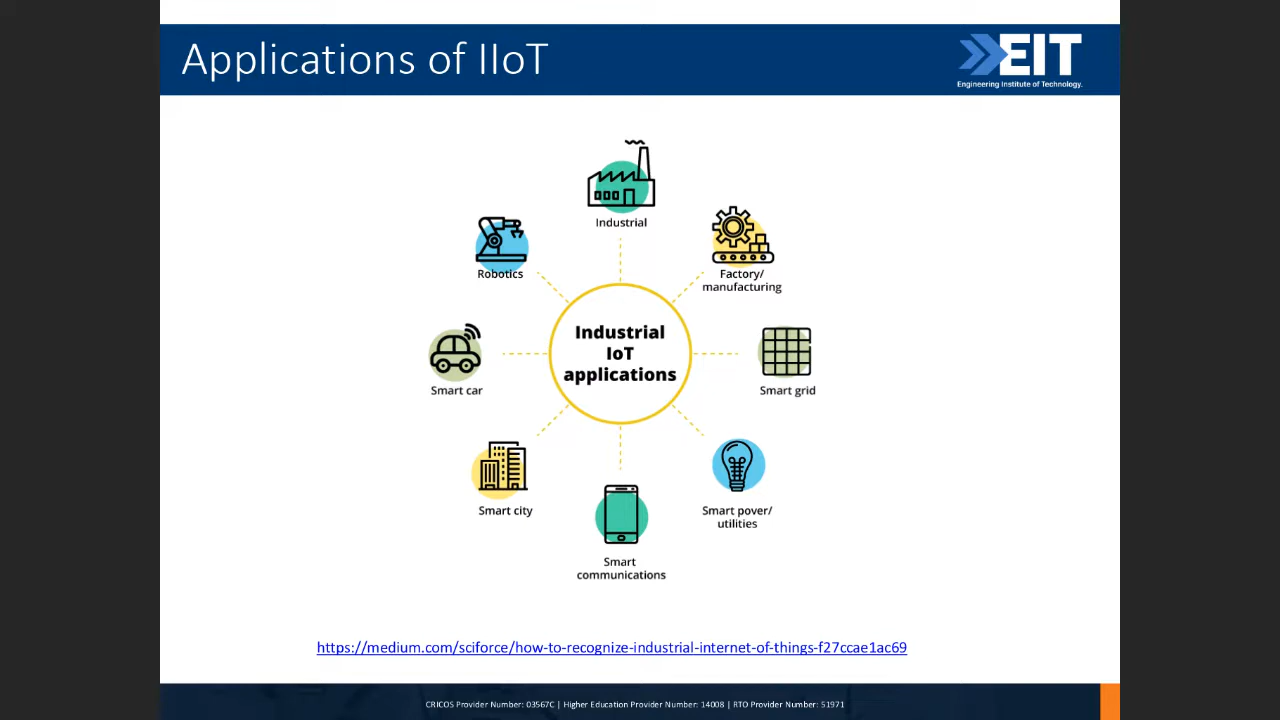 Applications of IIoT
EIT
Engineering Institute of Technology.
Industrial
Robotics
Factory/
manufacturing
Industrial
IoT
applications
Smart car
Smart grid
Smart city
Smart pover/
utilities
Smart
communications
https://medium.com/sciforce/how-to-recognize-industrial-internet-of-things-f27ccae1ac69
CRICOS Provider Number: 03567C | Higher Education Provider Number: 14008 | RTO Provider Number: 51971